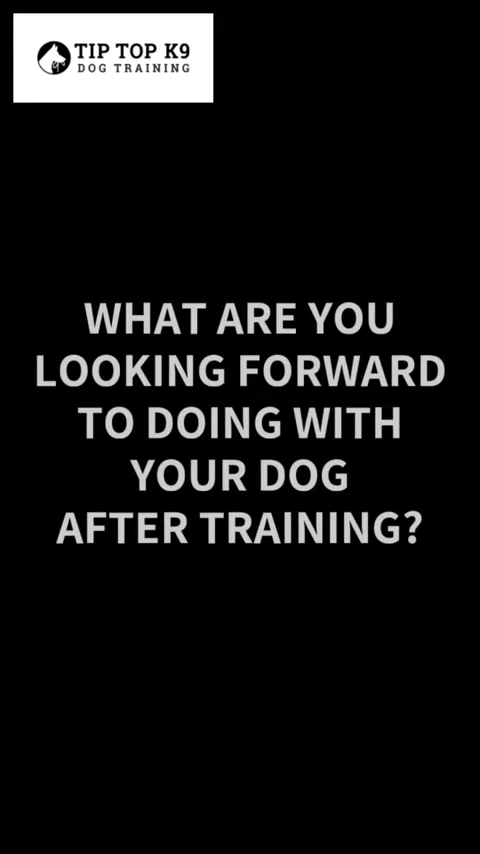 TIP TOP K9
DOG TRAINING
WHAT ARE YOU
LOOKING FORWARD
TO DOING WITH
YOUR DOG
AFTER TRAINING?